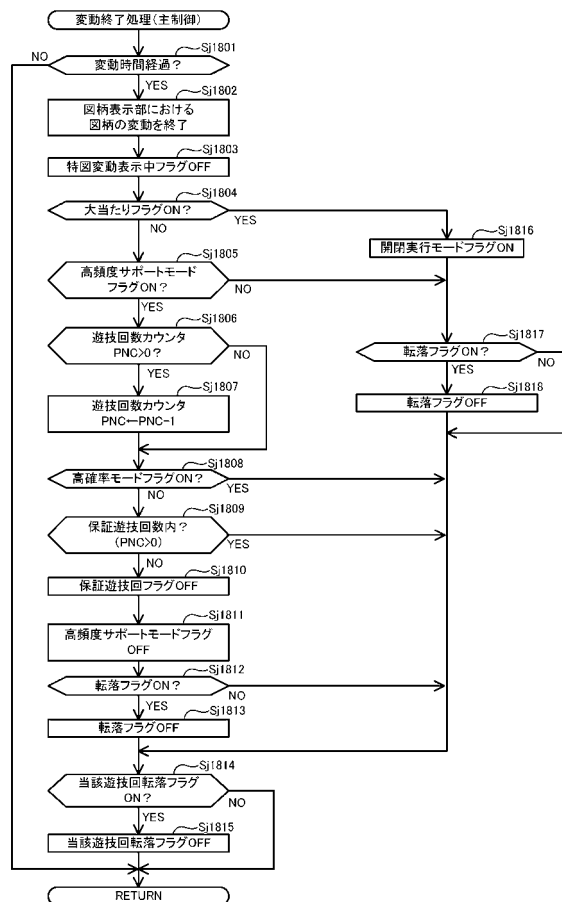 変動終了処理(主制御)
Sj1801
NO
変動時間経過?
YES
Sj1802
図柄表示部における
図柄の変動を終了
Sj1803
特図変動表示中フラグOFF
Sj1804
大当たりフラグON?
YES
NO
Sj1816
開閉実行モードフラグON
Sj1805
高頻度サポートモード
フラグON?
NO
YES
Sj1806
遊技回数カウンタ
PNC>0?
NO
YES
Sj1817
転落フラグON?
NO
YES
Sj1807
遊技回数カウンタ
PNC←PNC-1
Sj1818
転落フラグOFF
Sj1808
高確率モードフラグON?
YES
NO
Sj1809
保証遊技回数内?
(PNC>0)
YES
NO
Sj1810
保証遊技回フラグOFF
Sj1811
高頻度サポートモードフラグ
OFF
Sj1812
転落フラグON?
NO
YES
Sj1813
転落フラグOFF
Sj1814
当該遊技回転落フラグ
ON?
NO
YES
Sj1815
当該遊技回転落フラグOFF
RETURN